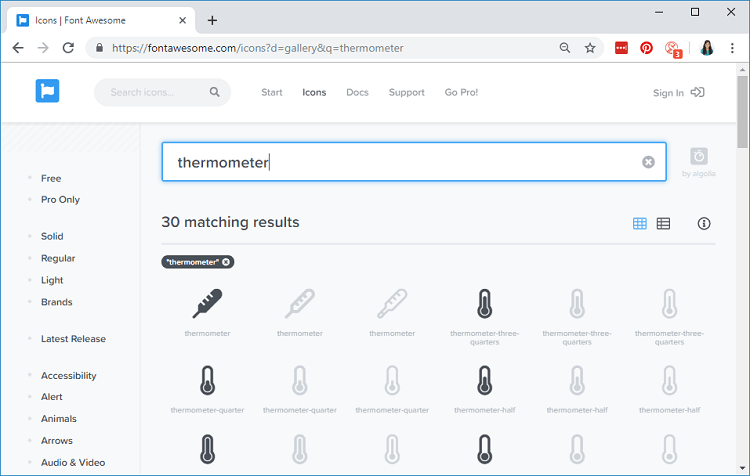 Icons | Font Awesome
https://fontawesome.com/icons?d=gallery&q=thermometer
3
Search icons...
Start
Icons
Docs
Support
Go Pro!
Sign In
thermometer
by algolia
Free
Pro Only
Solid
Regular
Light
Brands
Latest Release
Accessibility
Alert
Animals
Arrows
Audio & Video
30 matching results
"thermometer"
thermometer thermometer thermometer thermometer-three- thermometer-three- thermometer-three-
quarters quarters quarters
thermometer-quarter thermometer-quarter thermometer-quarter thermometer-half thermometer-half thermometer-half